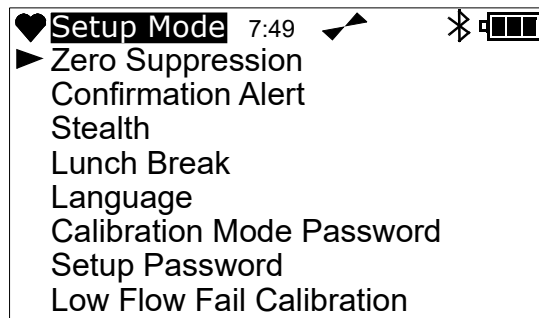 Setup Mode 7:49
Zero Suppression
Confirmation Alert
Stealth
Lunch Break
Language
Calibration Mode Password
Setup Password
Low Flow Fail Calibration